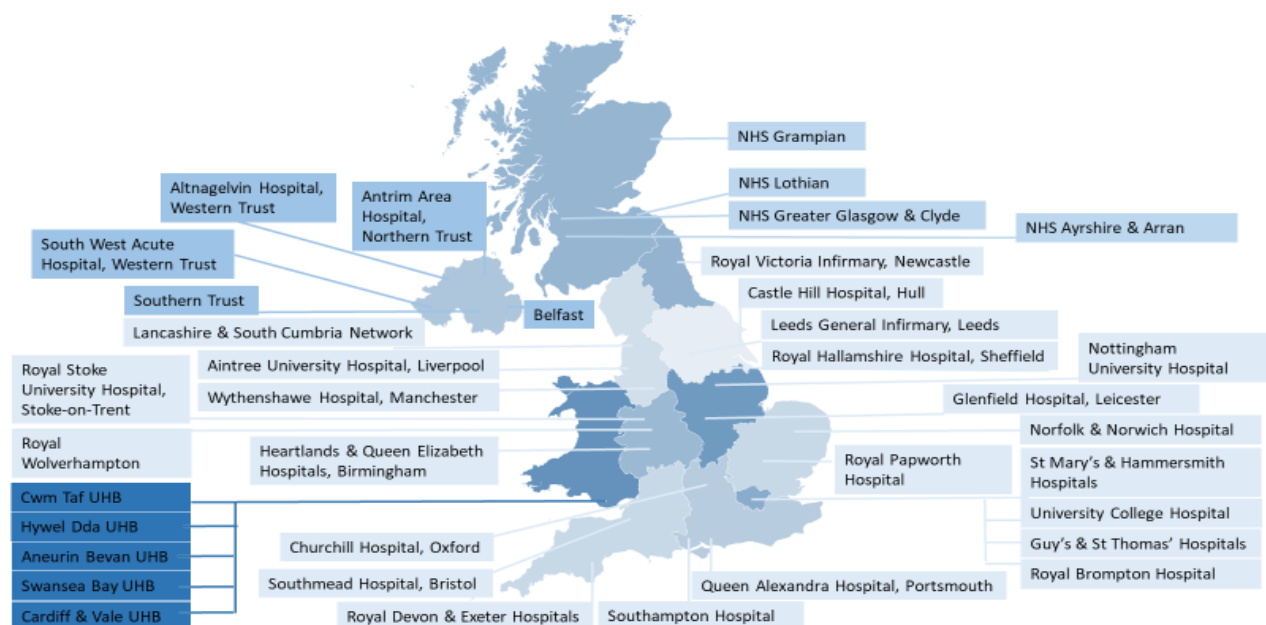 NHS Grampian
NHS Lothian
Altnagelvin Hospital,
Western Trust
Antrim Area
Hospital,
Northern Trust
NHS Greater Glasgow & Clyde
NHS Ayrshire & Arran
South West Acute
Hospital, Western Trust
Royal Victoria Infirmary, Newcastle
Southern Trust
Belfast
Castle Hill Hospital, Hull
Lancashire & South Cumbria Network
Leeds General Infirmary, Leeds
Royal Stoke
University Hospital,
Stoke-on-Trent
Aintree University Hospital, Liverpool
Royal Hallamshire Hospital, Sheffield
Nottingham
University Hospital
Wythenshawe Hospital, Manchester
Glenfield Hospital, Leicester
Royal
Wolverhampton
Heartlands & Queen Elizabeth
Hospitals, Birmingham
Norfolk & Norwich Hospital
Royal Papworth
Hospital
St Mary's & Hammersmith
Hospitals
Cwm Taf UHB
Hywel Dda UHB
Aneurin Bevan UHB
Swansea Bay UHB
Cardiff & Vale UHB
University College Hospital
Churchill Hospital, Oxford
Guy's & St Thomas' Hospitals
Southmead Hospital, Bristol
Queen Alexandra Hospital, Portsmouth
Royal Brompton Hospital
Royal Devon & Exeter Hospitals
Southampton Hospital